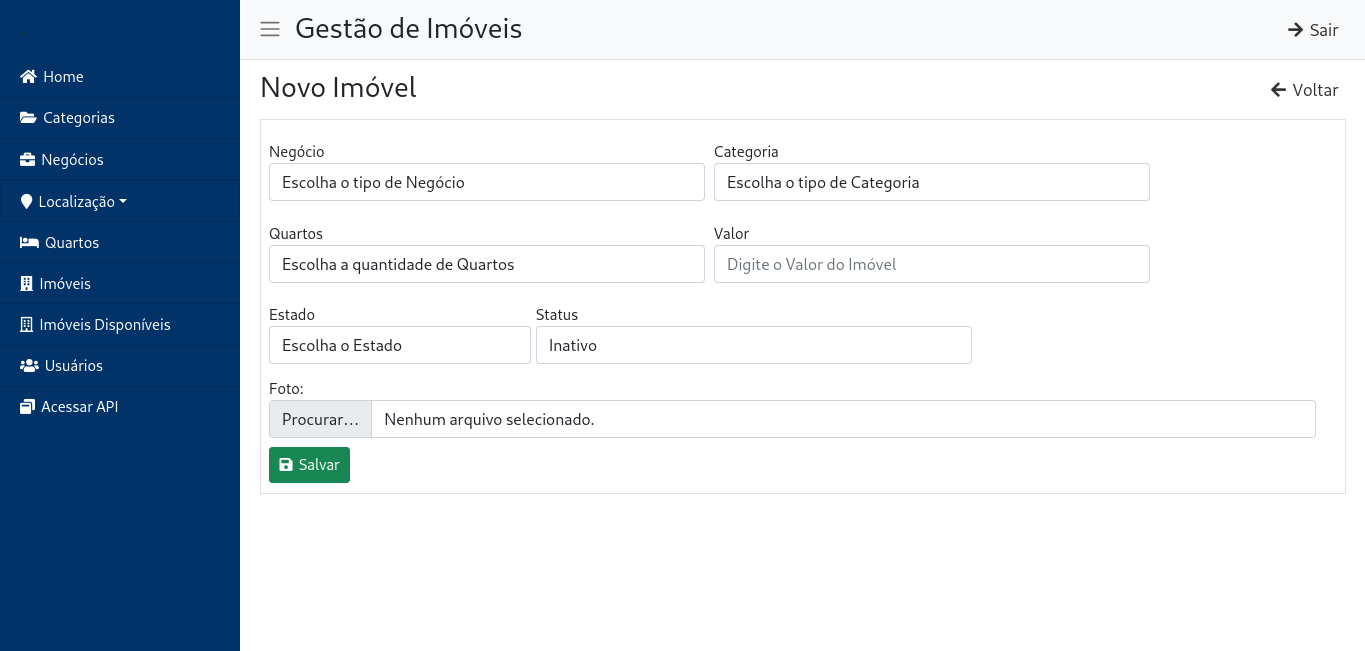 Gestão de Imóveis
Sair
Home
Categorias
Negócios
Localização
Quartos
Imóveis
Imóveis Disponíveis
Usuários
Acessar API
Novo Imóvel
Voltar
Negócio
Categoria
Escolha o tipo de Negócio
Escolha o tipo de Categoria
Quartos
Valor
Escolha a quantidade de Quartos
Digite o Valor do Imóvel
Estado
Status
Escolha o Estado
Inativo
Foto:
Procurar...
Nenhum arquivo selecionado.
Salvar